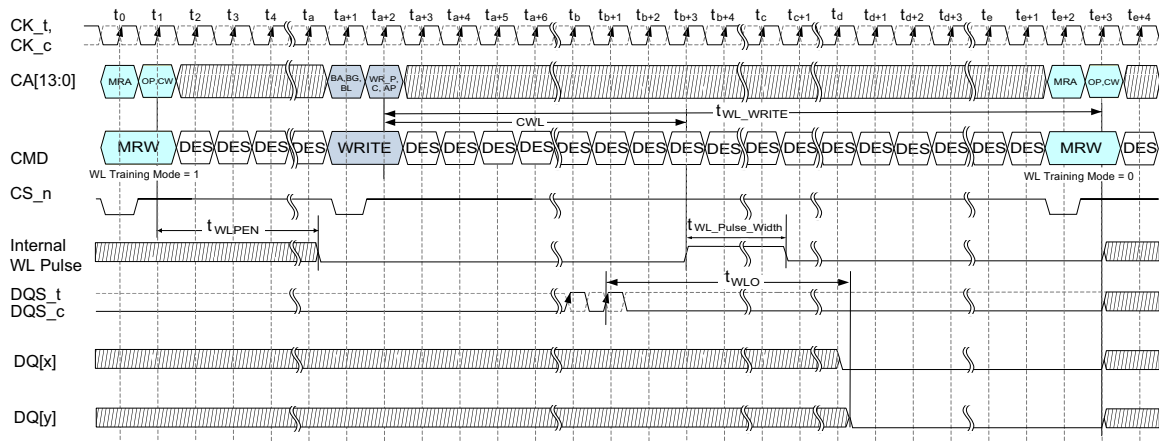 t0 t1 t2 t3 t4 ta ta+1 ta+2 ta+3 ta+4 ta+5 ta+6 tb tb+1 tb+2 tb+3 tb+4 tc tc+1 td td+1 td+2 td+3 te te+1 te+2 te+3 te+4
CK_t,
CK_c
CA[13:0] MRA OP,CW BA,BG, BL WR_P, C, AP MRA OP,CW
CWL tWL_WRITE
CMD MRW DES DES DES DES WRITE DES DES DES DES DES DES DES DES DES DES DES DES DES DES DES DES DES MRW DES
WL Training Mode = 1 WL Training Mode = 0
CS_n
tWLPEN tWL_Pulse_Width
Internal
WL Pulse
tWLO
DQS_t
DQS_c
DQ[x]
DQ[y]